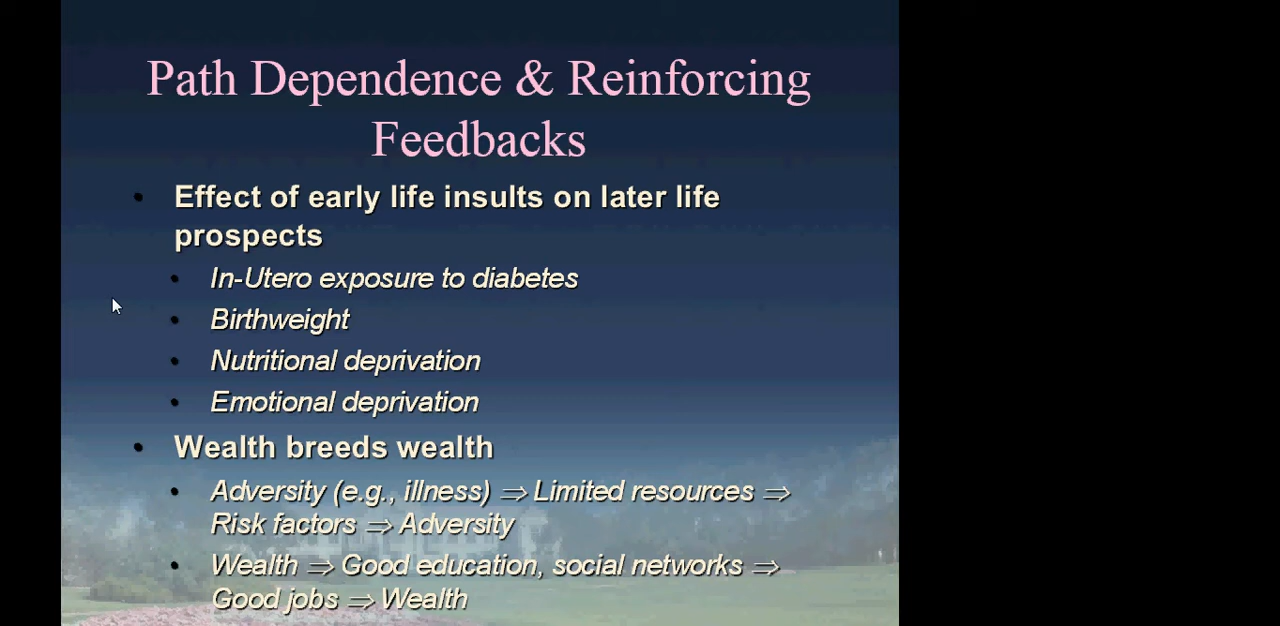 Path Dependence & Reinforcing
Feedbacks
• Effect of early life insults on later life
prospects
• In-Utero exposure to diabetes
• Birthweight
• Nutritional deprivation
• Emotional deprivation
• Wealth breeds wealth
• Adversity (e.g., illness) ⇒ Limited resources ⇒
Risk factors ⇒ Adversity
• Wealth ⇒ Good education, social networks ⇒
Good jobs ⇒ Wealth